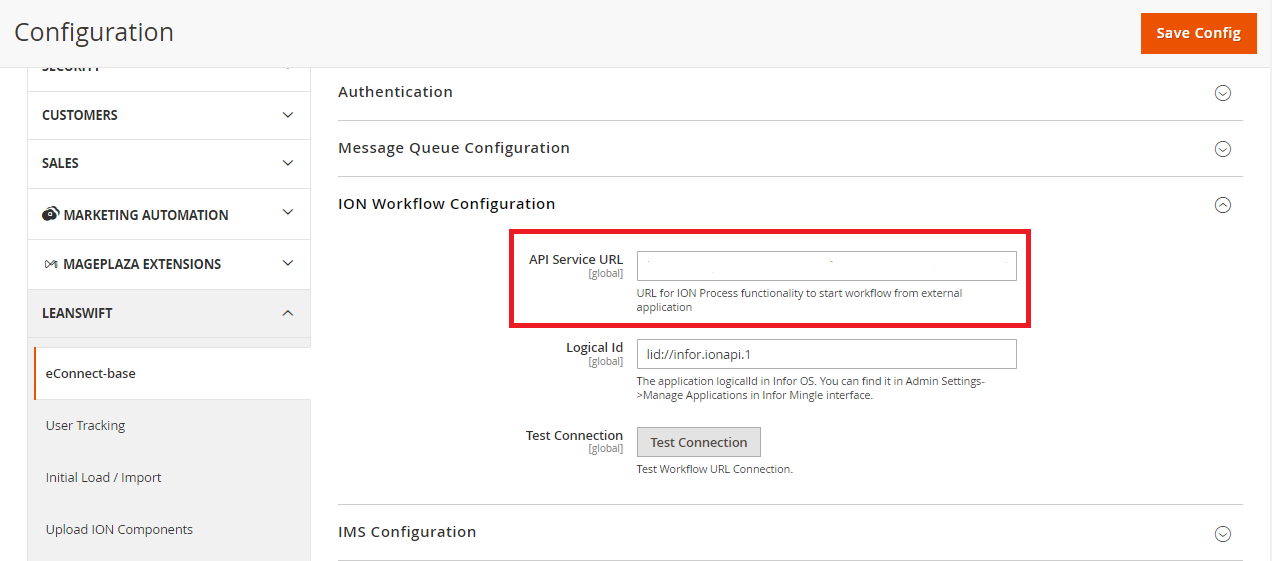 Configuration
Save Config
SECURITY
CUSTOMERS
SALES
MARKETING AUTOMATION
MAGEPLAZA EXTENSIONS
LEANSWIFT
eConnect-base
User Tracking
Initial Load / Import
Upload ION Components
Authentication
Message Queue Configuration
ION Workflow Configuration
API Service URL
[global]
URL for ION Process functionality to start workflow from external
application
Logical Id
[global]
lid://infor.ionapi.1
The application logicalId in Infor OS. You can find it in Admin Settings-
>Manage Applications in Infor Mingle interface.
Test Connection
[global]
Test Connection
Test Workflow URL Connection.
IMS Configuration